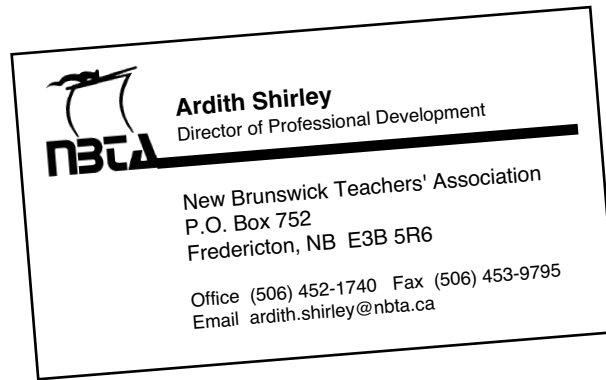 NBTA
Ardith Shirley
Director of Professional Development
New Brunswick Teachers' Association
P.O. Box 752
Fredericton, NB E3B 5R6
Office (506) 452-1740 Fax (506) 453-9795
Email ardith.shirley@nbta.ca